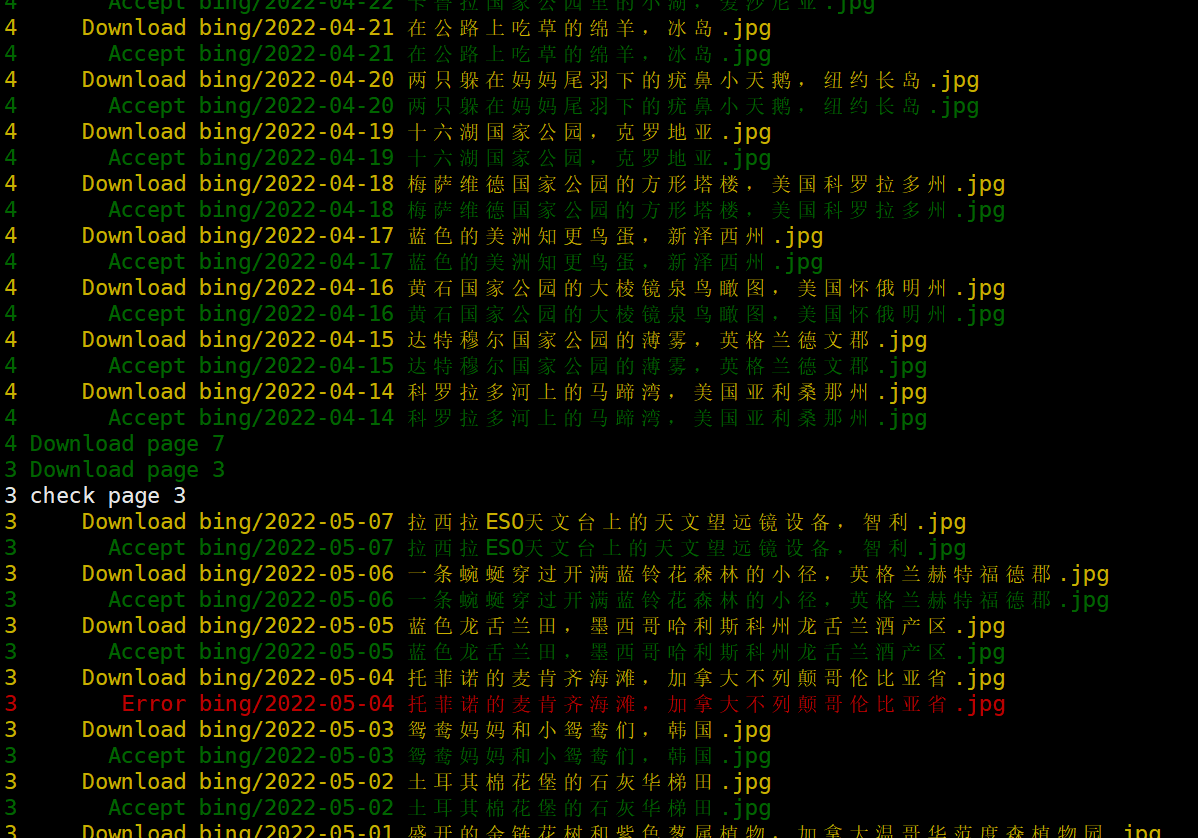 4      Accept bing/2022-04-22 卡鲁拉国家公园里的小湖，爱沙尼亚.jpg
4    Download bing/2022-04-21 在公路上吃草的绵羊，冰岛.jpg
4      Accept bing/2022-04-21 在公路上吃草的绵羊，冰岛.jpg
4    Download bing/2022-04-20 两只躲在妈妈尾羽下的疣鼻小天鹅，纽约长岛.jpg
4      Accept bing/2022-04-20 两只躲在妈妈尾羽下的疣鼻小天鹅，纽约长岛.jpg
4    Download bing/2022-04-19 十六湖国家公园，克罗地亚.jpg
4      Accept bing/2022-04-19 十六湖国家公园，克罗地亚.jpg
4    Download bing/2022-04-18 梅萨维德国家公园的方形塔楼，美国科罗拉多州.jpg
4      Accept bing/2022-04-18 梅萨维德国家公园的方形塔楼，美国科罗拉多州.jpg
4    Download bing/2022-04-17 蓝色的美洲知更鸟蛋，新泽西州.jpg
4      Accept bing/2022-04-17 蓝色的美洲知更鸟蛋，新泽西州.jpg
4    Download bing/2022-04-16 黄石国家公园的大棱镜泉鸟瞰图，美国怀俄明州.jpg
4      Accept bing/2022-04-16 黄石国家公园的大棱镜泉鸟瞰图，美国怀俄明州.jpg
4    Download bing/2022-04-15 达特穆尔国家公园的薄雾，英格兰德文郡.jpg
4      Accept bing/2022-04-15 达特穆尔国家公园的薄雾，英格兰德文郡.jpg
4    Download bing/2022-04-14 科罗拉多河上的马蹄湾，美国亚利桑那州.jpg
4      Accept bing/2022-04-14 科罗拉多河上的马蹄湾，美国亚利桑那州.jpg
4 Download page 7
3 Download page 3
3 check page 3
3    Download bing/2022-05-07 拉西拉ESO天文台上的天文望远镜设备，智利.jpg
3      Accept bing/2022-05-07 拉西拉ESO天文台上的天文望远镜设备，智利.jpg
3    Download bing/2022-05-06 一条蜿蜒穿过开满蓝铃花森林的小径，英格兰赫特福德郡.jpg
3      Accept bing/2022-05-06 一条蜿蜒穿过开满蓝铃花森林的小径，英格兰赫特福德郡.jpg
3    Download bing/2022-05-05 蓝色龙舌兰田，墨西哥哈利斯科州龙舌兰酒产区.jpg
3      Accept bing/2022-05-05 蓝色龙舌兰田，墨西哥哈利斯科州龙舌兰酒产区.jpg
3    Download bing/2022-05-04 托菲诺的麦肯齐海滩，加拿大不列颠哥伦比亚省.jpg
3       Error bing/2022-05-04 托菲诺的麦肯齐海滩，加拿大不列颠哥伦比亚省.jpg
3    Download bing/2022-05-03 鸳鸯妈妈和小鸳鸯们，韩国.jpg
3      Accept bing/2022-05-03 鸳鸯妈妈和小鸳鸯们，韩国.jpg
3    Download bing/2022-05-02 土耳其棉花堡的石灰华梯田.jpg
3      Accept bing/2022-05-02 土耳其棉花堡的石灰华梯田.jpg
3    Download bing/2022-05-01 盛开的金链花树和紫色葱属植物，加拿大温哥华范度森植物园.jpg